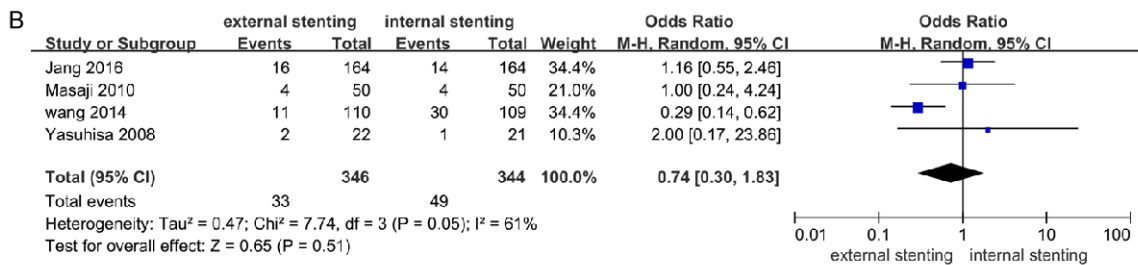 B
external stenting internal stenting Odds Ratio Odds Ratio
Study or Subgroup Events Total Events Total Weight M-H, Random, 95% CI M-H, Random, 95% CI
Jang 2016 16 164 14 164 34.4% 1.16 [0.55, 2.46]
Masaji 2010 4 50 4 50 21.0% 1.00 [0.24, 4.24]
wang 2014 11 110 30 109 34.4% 0.29 [0.14, 0.62]
Yasuhisa 2008 2 22 1 21 10.3% 2.00 [0.17, 23.86]
Total (95% CI) 346 344 100.0% 0.74 [0.30, 1.83]
Total events 33 49
Heterogeneity: Tau² = 0.47; Chi² = 7.74, df = 3 (P = 0.05); I² = 61%
Test for overall effect: Z = 0.65 (P = 0.51)
0.01 0.1 1 10 100
external stenting internal stenting